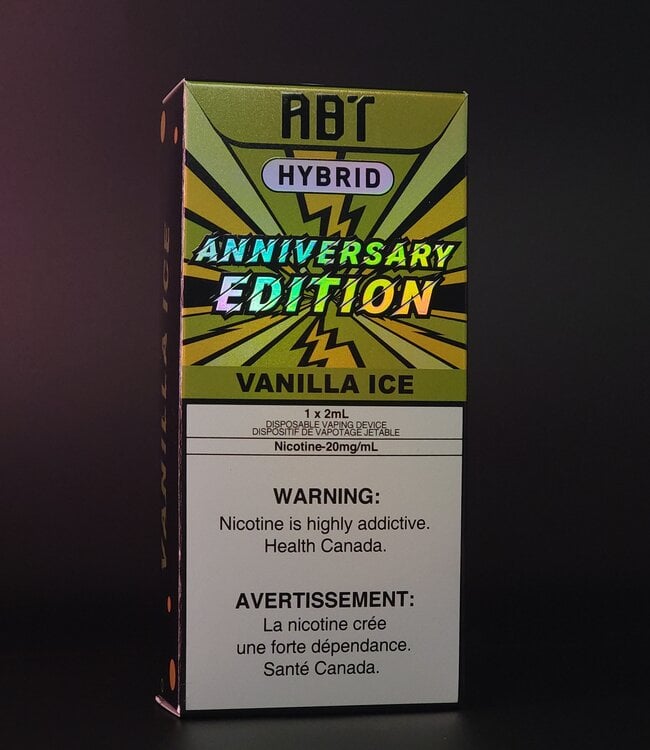 ABT
HYBRID
ANNIVERSARY
EDITION
VANILLA ICE
1 x 2mL
DISPOSABLE VAPING DEVICE
DISPOSITIF DE VAPOTAGE JETABLE
Nicotine-20mg/mL
WARNING:
Nicotine is highly addictive.
Health Canada.
AVERTISSEMENT:
La nicotine crée
une forte dépendance.
Santé Canada.
VANILLA ICE